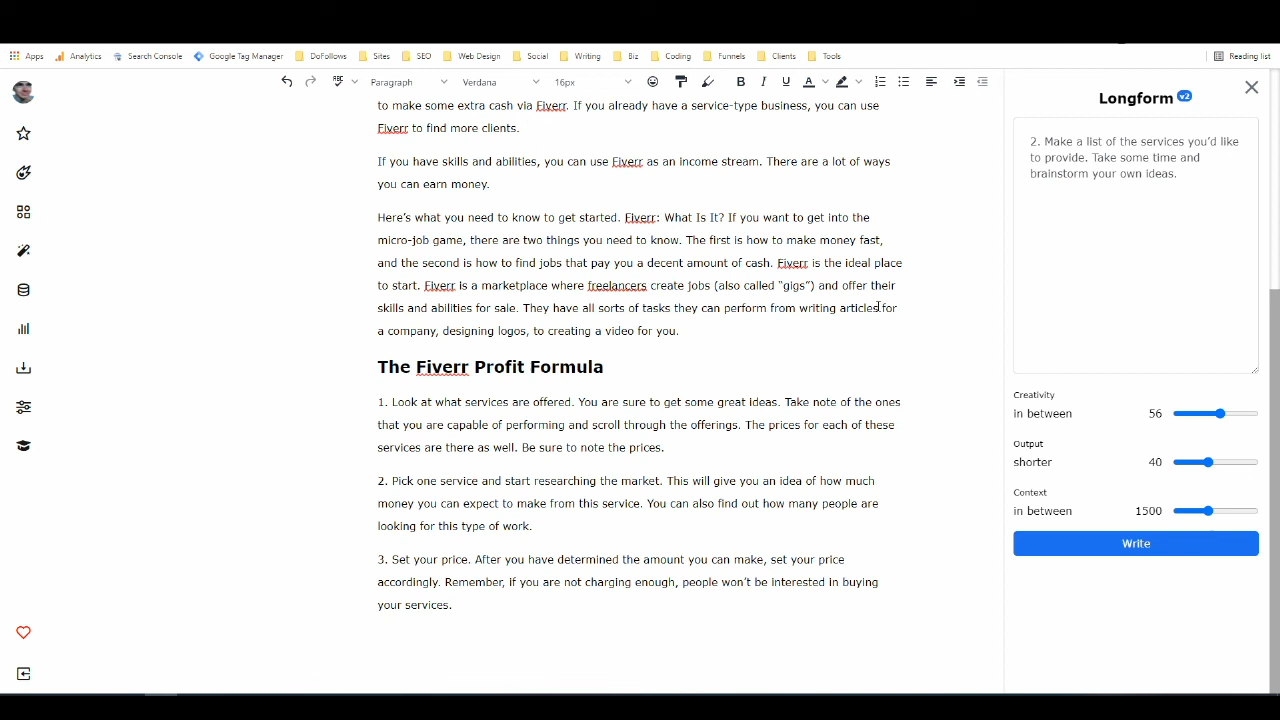 Apps
Analytics
Search Console
Google Tag Manager
DoFollows
Sites
SEO
Web Design
Social
Writing
Biz
Coding
Funnels
Clients
Tools
Reading list
Paragraph
Verdana
16px
to make some extra cash via Fiverr. If you already have a service-type business, you can use
Fiverr to find more clients.
If you have skills and abilities, you can use Fiverr as an income stream. There are a lot of ways
you can earn money.
Here’s what you need to know to get started. Fiverr: What Is It? If you want to get into the
micro-job game, there are two things you need to know. The first is how to make money fast,
and the second is how to find jobs that pay you a decent amount of cash. Fiverr is the ideal place
to start. Fiverr is a marketplace where freelancers create jobs (also called “gigs”) and offer their
skills and abilities for sale. They have all sorts of tasks they can perform from writing articles for
a company, designing logos, to creating a video for you.
The Fiverr Profit Formula
1. Look at what services are offered. You are sure to get some great ideas. Take note of the ones
that you are capable of performing and scroll through the offerings. The prices for each of these
services are there as well. Be sure to note the prices.
2. Pick one service and start researching the market. This will give you an idea of how much
money you can expect to make from this service. You can also find out how many people are
looking for this type of work.
3. Set your price. After you have determined the amount you can make, set your price
accordingly. Remember, if you are not charging enough, people won’t be interested in buying
your services.
Longform v2
2. Make a list of the services you’d like
to provide. Take some time and
brainstorm your own ideas.
Creativity
in between 56
Output
shorter 40
Context
in between 1500
Write